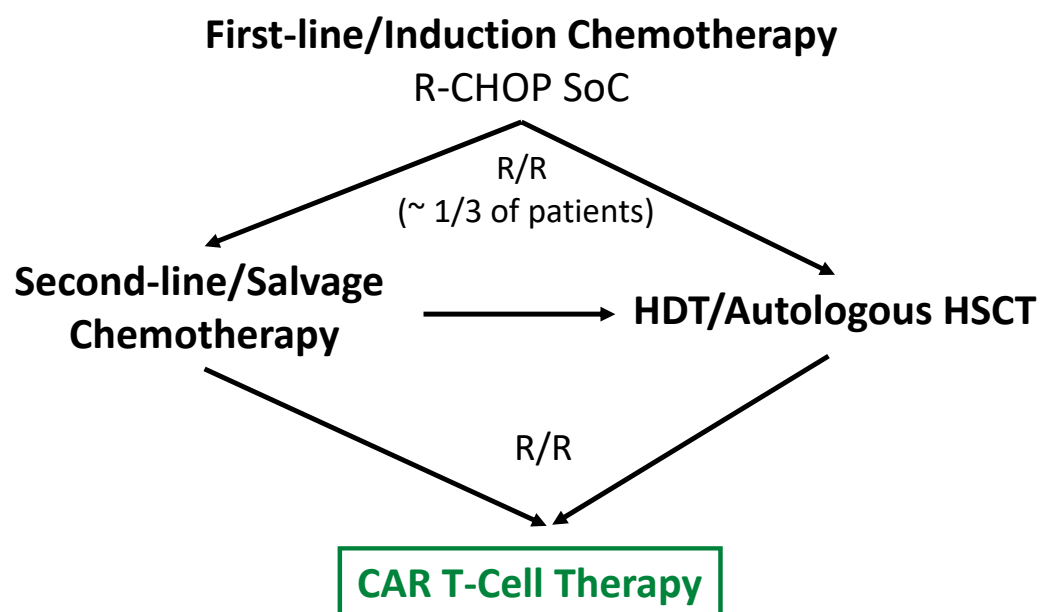 First-line/Induction Chemotherapy
R-CHOP SoC
R/R
(~ 1/3 of patients)
Second-line/Salvage
Chemotherapy
HDT/Autologous HSCT
R/R
CAR T-Cell Therapy